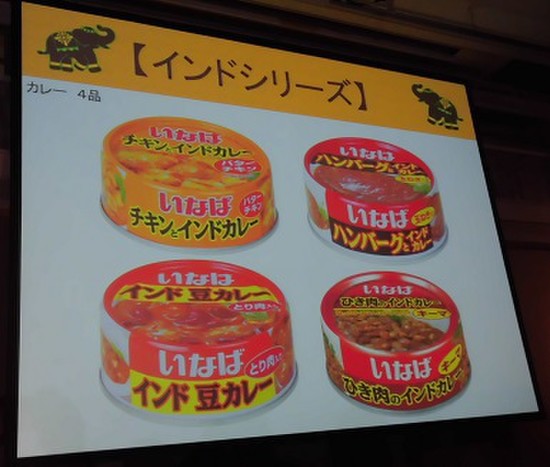 【インドシリーズ】
カレー 4品
いなば
チキンとインドカレー
バター
チキン
いなば
チキンとインドカレー
バター
チキン
いなば
ハンバーグとインド
カレー
いなば
ハンバーグとインド
カレー
いなば
インド 豆カレー
とり肉入り
いなば
とり肉入り
インド 豆カレー
いなば
ひき肉のインドカレー
キーマ
いなば
キーマ
ひき肉のインドカレー